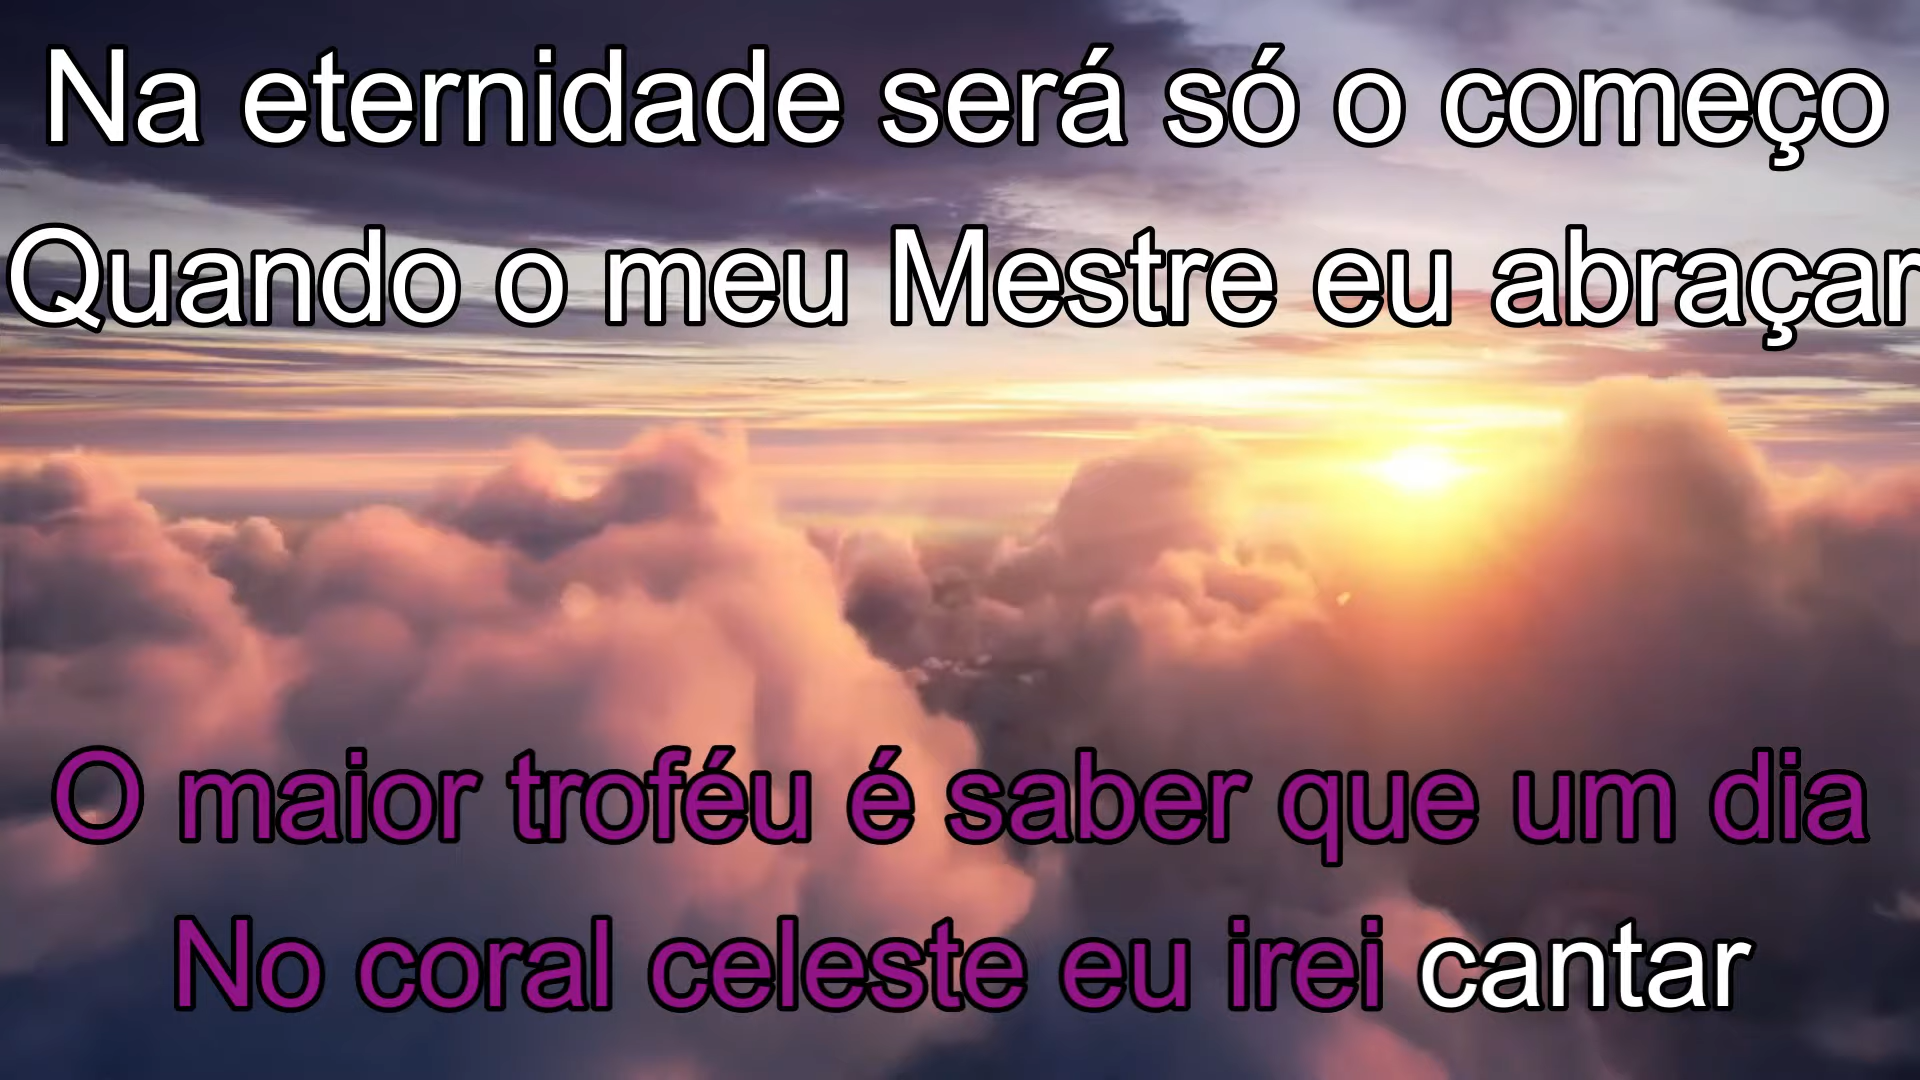 Na eternidade será só o começo
Quando o meu Mestre eu abraçar
O maior troféu é saber que um dia
No coral celeste eu irei cantar